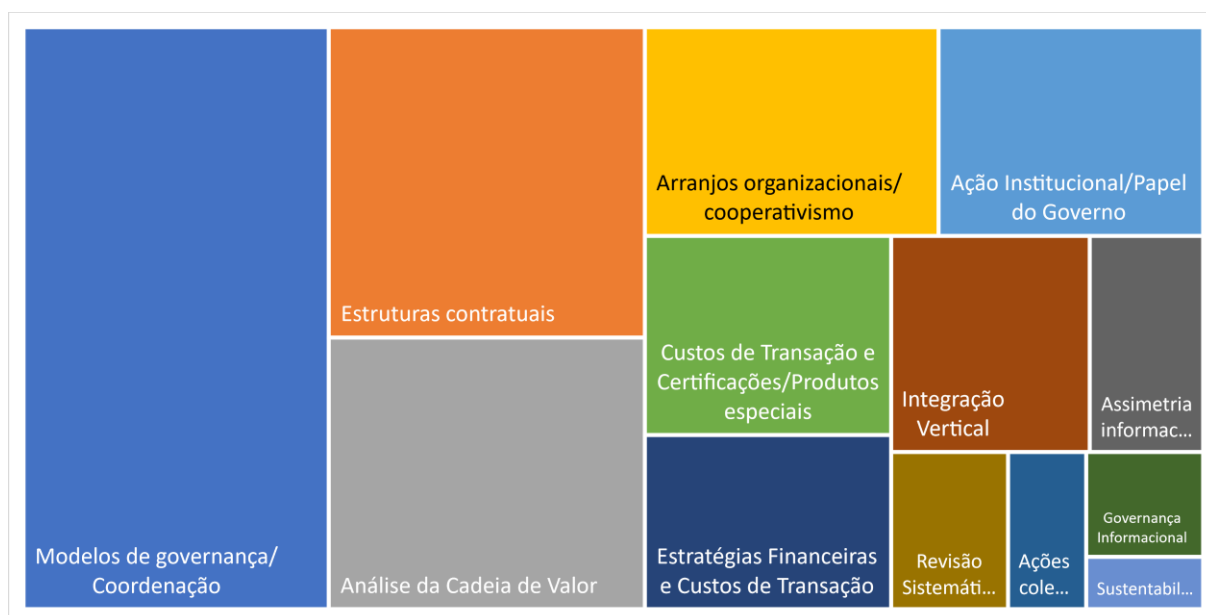 Modelos de governança/
Coordenação
Estruturas contratuais
Análise da Cadeia de Valor
Arranjos organizacionais/
cooperativismo
Ação Institucional/Papel
do Governo
Custos de Transação e
Certificações/Produtos
especiais
Estratégias Financeiras
e Custos de Transação
Integração
Vertical
Assimetria
informac...
Revisão
Sistemáti...
Ações
cole...
Governança
Informacional
Sustentabil...